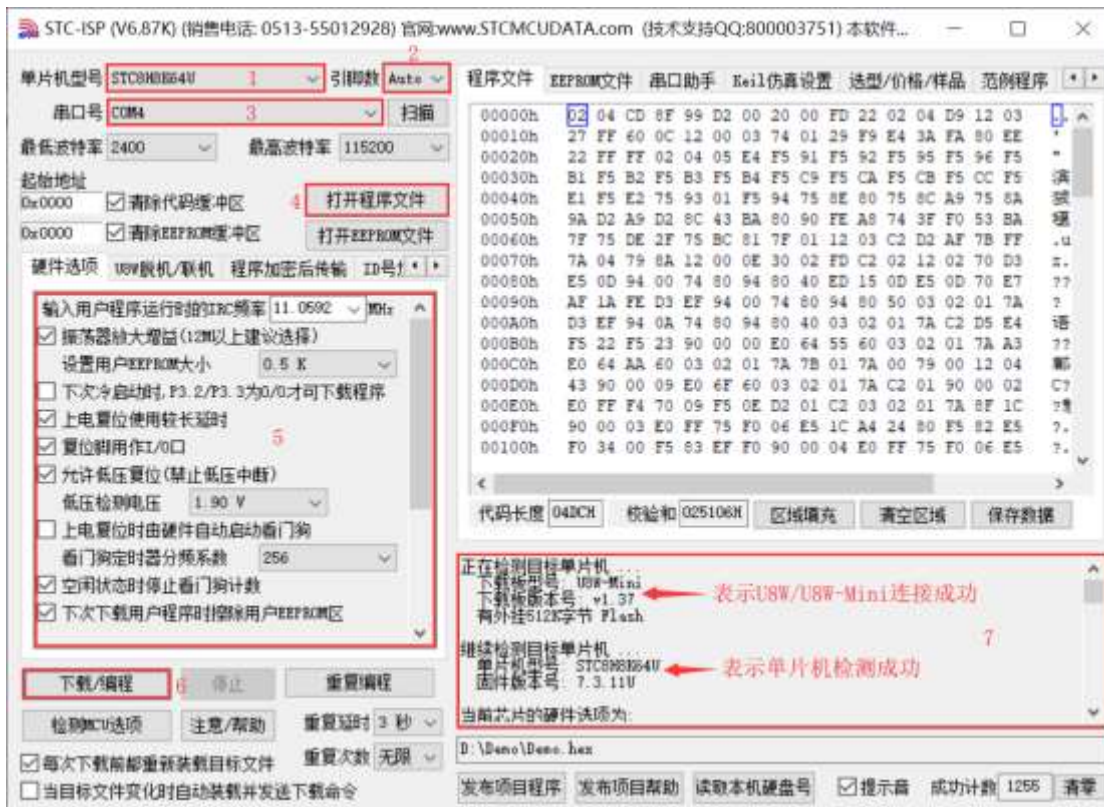 STC-ISP (V6.87K) (销售电话: 0513-55012928) 官网:www.STCMCUDATA.com (技术支持QQ:800003751) 本软件...
2
单片机型号 STC8H8K64U 1 引脚数 Auto
串口号 COM4 3 扫描
最低波特率 2400 最高波特率 115200
起始地址
0x0000 清除代码缓冲区 4 打开程序文件
0x0000 清除EEPROM缓冲区 打开EEPROM文件
硬件选项 U8W脱机/联机 程序加密后传输
输入用户程序运行时的IRC频率 11.0592 MHz
振荡器放大增益(12M以上建议选择)
设置用户EEPROM大小 0.5 K
下次冷启动时, P3.2/P3.3为0/0才可下载程序
上电复位使用较长延时
5
复位脚用作I/O口
允许低压复位(禁止低压中断)
低压检测电压 1.90 V
上电复位时由硬件自动启动看门狗
看门狗定时器分频系数 256
空闲状态时停止看门狗计数
下次下载用户程序时擦除用户EEPROM区
下载/编程 6 停止 重复编程
检测MCU选项 注意/帮助 重复延时 3 秒
重复次数 无限
每次下载前都重新装载目标文件
当目标文件变化时自动装载并发送下载命令
程序文件 EEPROM文件 串口助手 Keil仿真设置 选型/价格/样品 范例程序
00000h 02 04 CD 8F 99 D2 00 20 00 FD 22 02 04 D9 12 03
00010h 27 FF 60 0C 12 00 03 74 01 29 F9 E4 3A FA 80 EE
00020h 22 FF FF 02 04 05 E4 F5 91 F5 92 F5 95 F5 96 F5
00030h B1 F5 B2 F5 B3 F5 B4 F5 C9 F5 CA F5 CB F5 CC F5
00040h E1 F5 E2 75 93 01 F5 94 75 8E 80 75 8C A9 75 8A
00050h 9A D2 A9 D2 8C 43 BA 80 90 FE A8 74 3F F0 53 BA
00060h 7F 75 DE 2F 75 BC 81 7F 01 12 03 C2 D2 AF 7B FF .u
00070h 7A 04 79 8A 12 00 0E 30 02 FD C2 02 12 02 70 D3 z.
00080h E5 0D 94 00 74 80 94 80 40 ED 15 0D E5 0D 70 E7 ??
00090h AF 1A FE D3 EF 94 00 74 80 94 80 50 03 02 01 7A ?
000A0h D3 EF 94 0A 74 80 94 80 40 03 02 01 7A C2 D5 E4 语
000B0h F5 22 F5 23 90 00 00 E0 64 55 60 03 02 01 7A A3 ??
000C0h E0 64 AA 60 03 02 01 7A 7B 01 7A 00 79 00 12 04
000D0h 43 90 00 09 E0 6F 60 03 02 01 7A C2 01 90 00 02 C?
000E0h E0 FF F4 70 09 F5 0E D2 01 C2 03 02 01 7A 8F 1C
000F0h 90 00 03 E0 FF 75 F0 06 E5 1C A4 24 80 F5 82 E5 ?.
00100h F0 34 00 F5 83 EF F0 90 00 04 E0 FF 75 F0 06 E5 ?.
代码长度 04DCH 校验和 025106H 区域填充 清空区域 保存数据
正在检测目标单片机 ...
下载板型号: U8W-Mini
下载板版本号: v1.37
表示U8W/U8W-Mini连接成功
有外挂512K字节 Flash
7
继续检测目标单片机 ...
单片机型号: STC8H8K64U
表示单片机检测成功
固件版本号: 7.3.11U
当前芯片的硬件选项为:
D:\Demo\Demo.hex
发布项目程序 发布项目帮助 读取本机硬盘号 提示音 成功计数 1255 清零